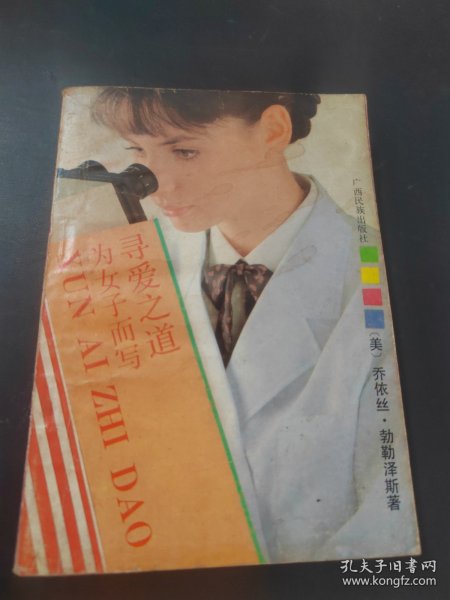 广西民族出版社
寻爱之道
为女子而写
XUN AI ZHI DAO
〔美〕乔依丝·勃勒泽斯著
孔夫子旧书网
www.kongfz.com